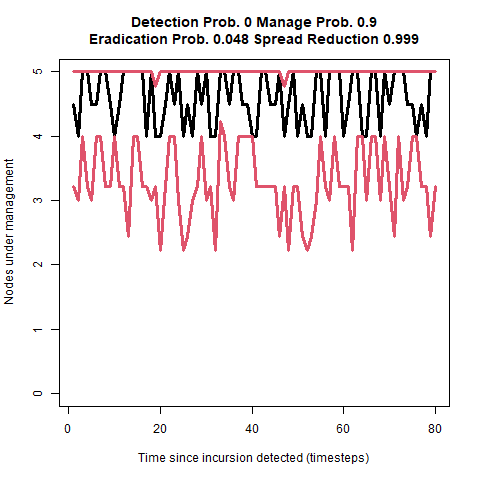 Detection Prob. 0 Manage Prob. 0.9
Eradication Prob. 0.048 Spread Reduction 0.999
Nodes under management
5
4
3
2
1
0
0 20 40 60 80
Time since incursion detected (timesteps)